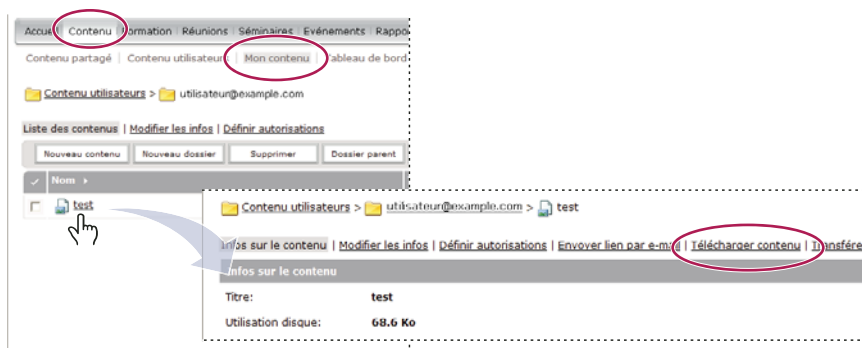 Accueil Contenu Formation Réunions Séminaires Evénements Rappo
Contenu partagé | Contenu utilisateurs | Mon contenu | Tableau de bord
Contenu utilisateurs > utilisateur@example.com
Liste des contenus | Modifier les infos | Définir autorisations
Nouveau contenu Nouveau dossier Supprimer Dossier parent
Nom
test
Contenu utilisateurs > utilisateur@example.com > test
Infos sur le contenu | Modifier les infos | Définir autorisations | Envoyer lien par e-mail | Télécharger contenu | Transfére
Infos sur le contenu
Titre: test
Utilisation disque: 68.6 Ko